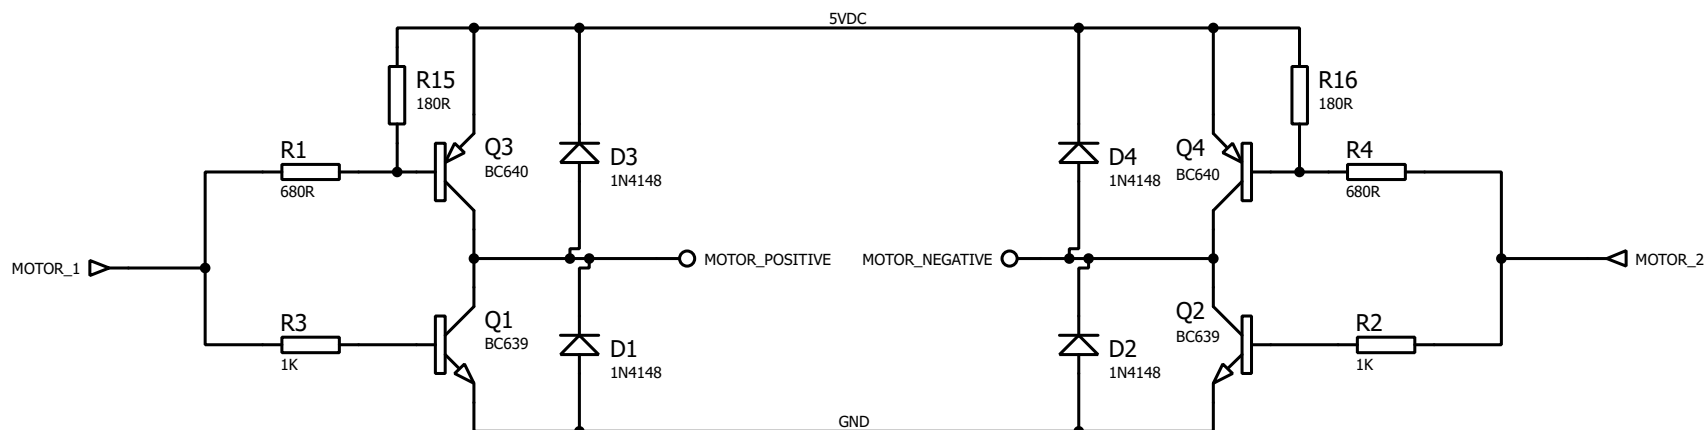 5VDC
R15
180R
R16
180R
R1
680R
Q3
BC640
D3
1N4148
D4
1N4148
Q4
BC640
R4
680R
MOTOR_1
MOTOR_POSITIVE
MOTOR_NEGATIVE
MOTOR_2
R3
1K
Q1
BC639
D1
1N4148
D2
1N4148
Q2
BC639
R2
1K
GND